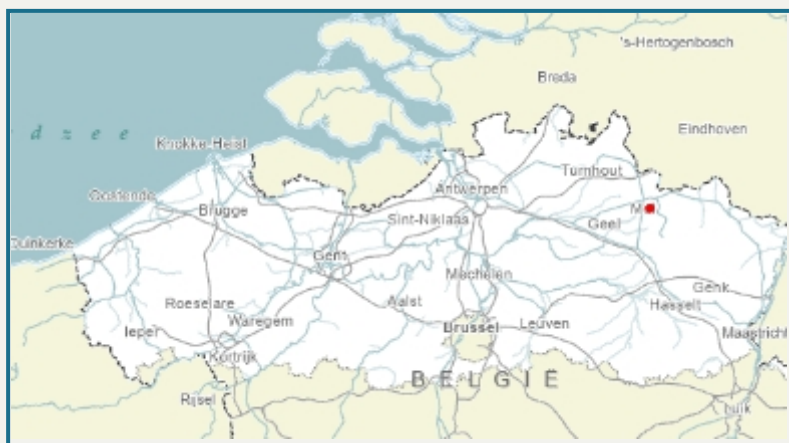 's-Hertogenbosch
Breda
Eindhoven
d z e e
Knokke-Heist
Turnhout
Antwerpen
Oostende
Brugge
Sint-Niklaas
Geel
Duinkerke
Gent
Mechelen
Genk
Roeselare
Aalst
Hasselt
Waregem
Ieper
Brussel
Leuven
Maastricht
Kortrijk
BELGIË
Rijsel
Luik